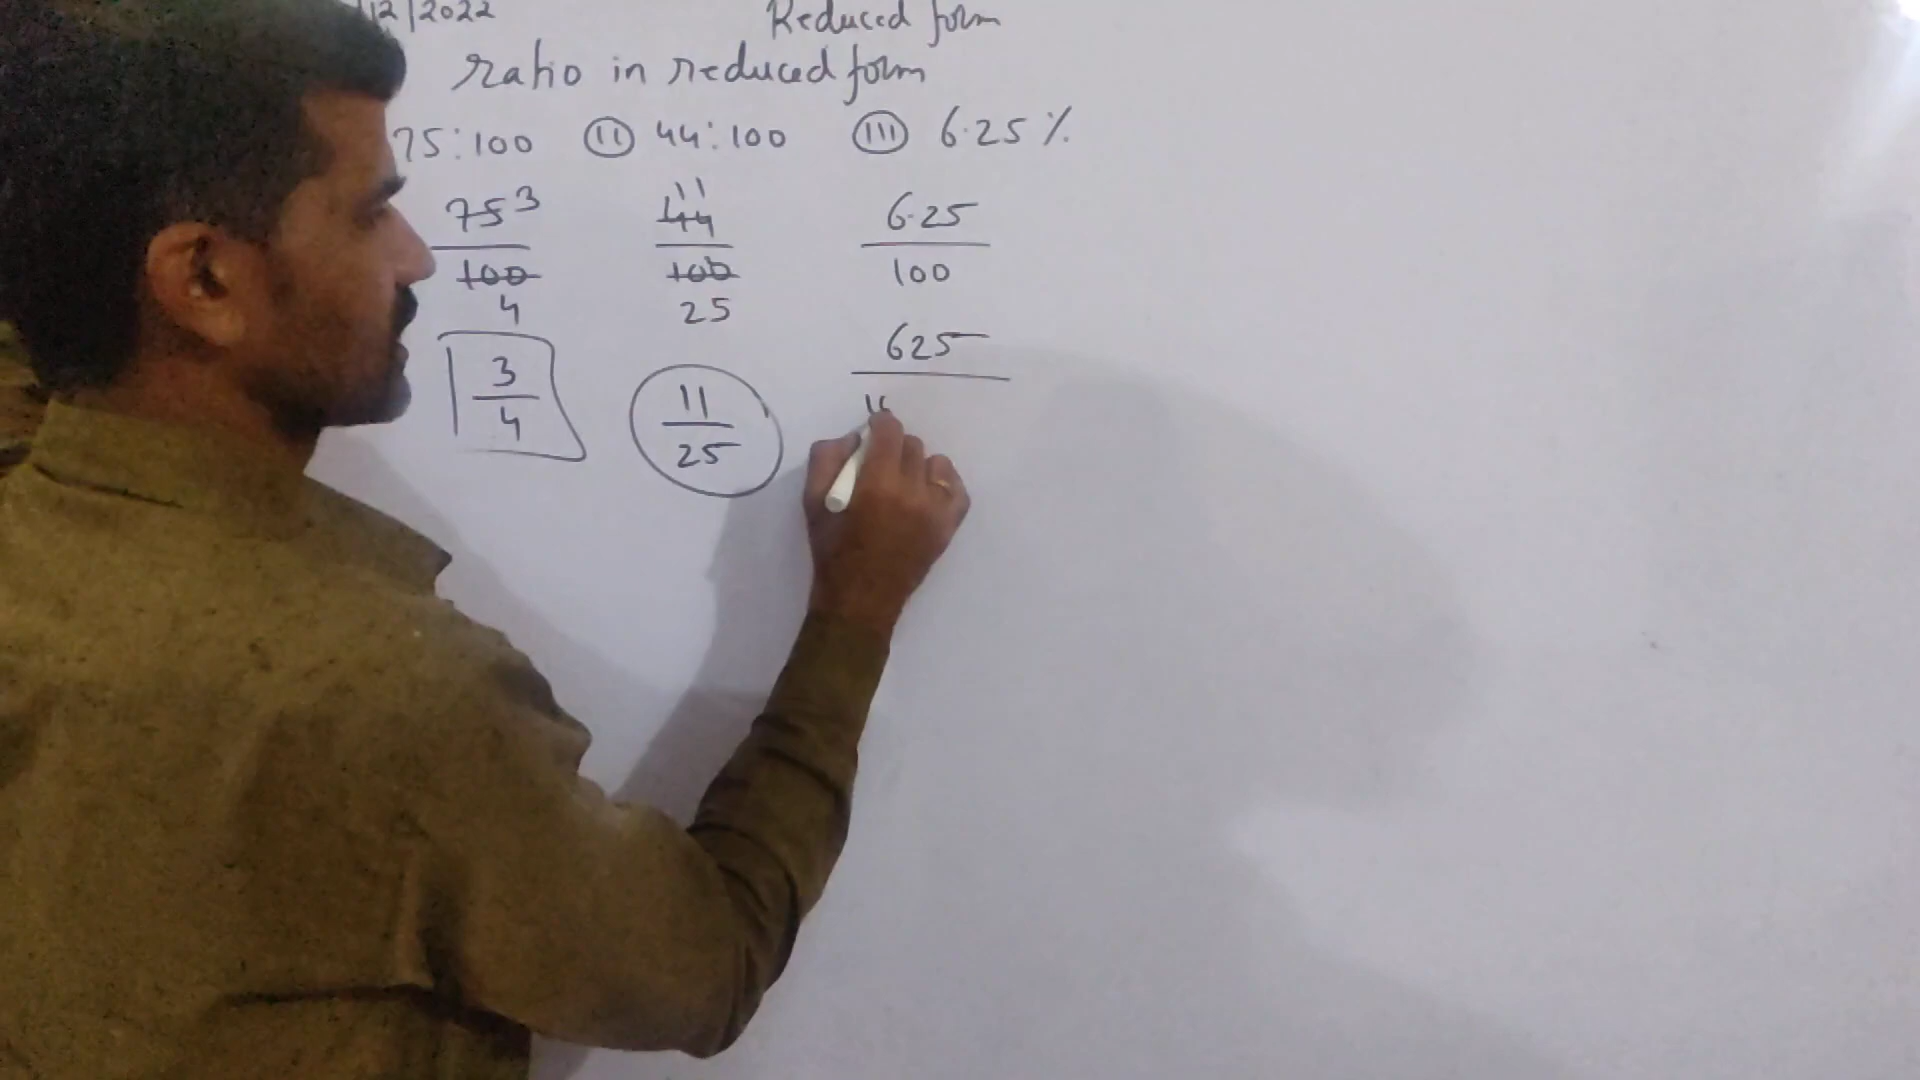 /12/2022 Reduced form
ratio in reduced form
75:100 (II) 44:100 (III) 6.25%
75 3 11 44 6.25
100 100 100
4 25
625
3 11
4 25